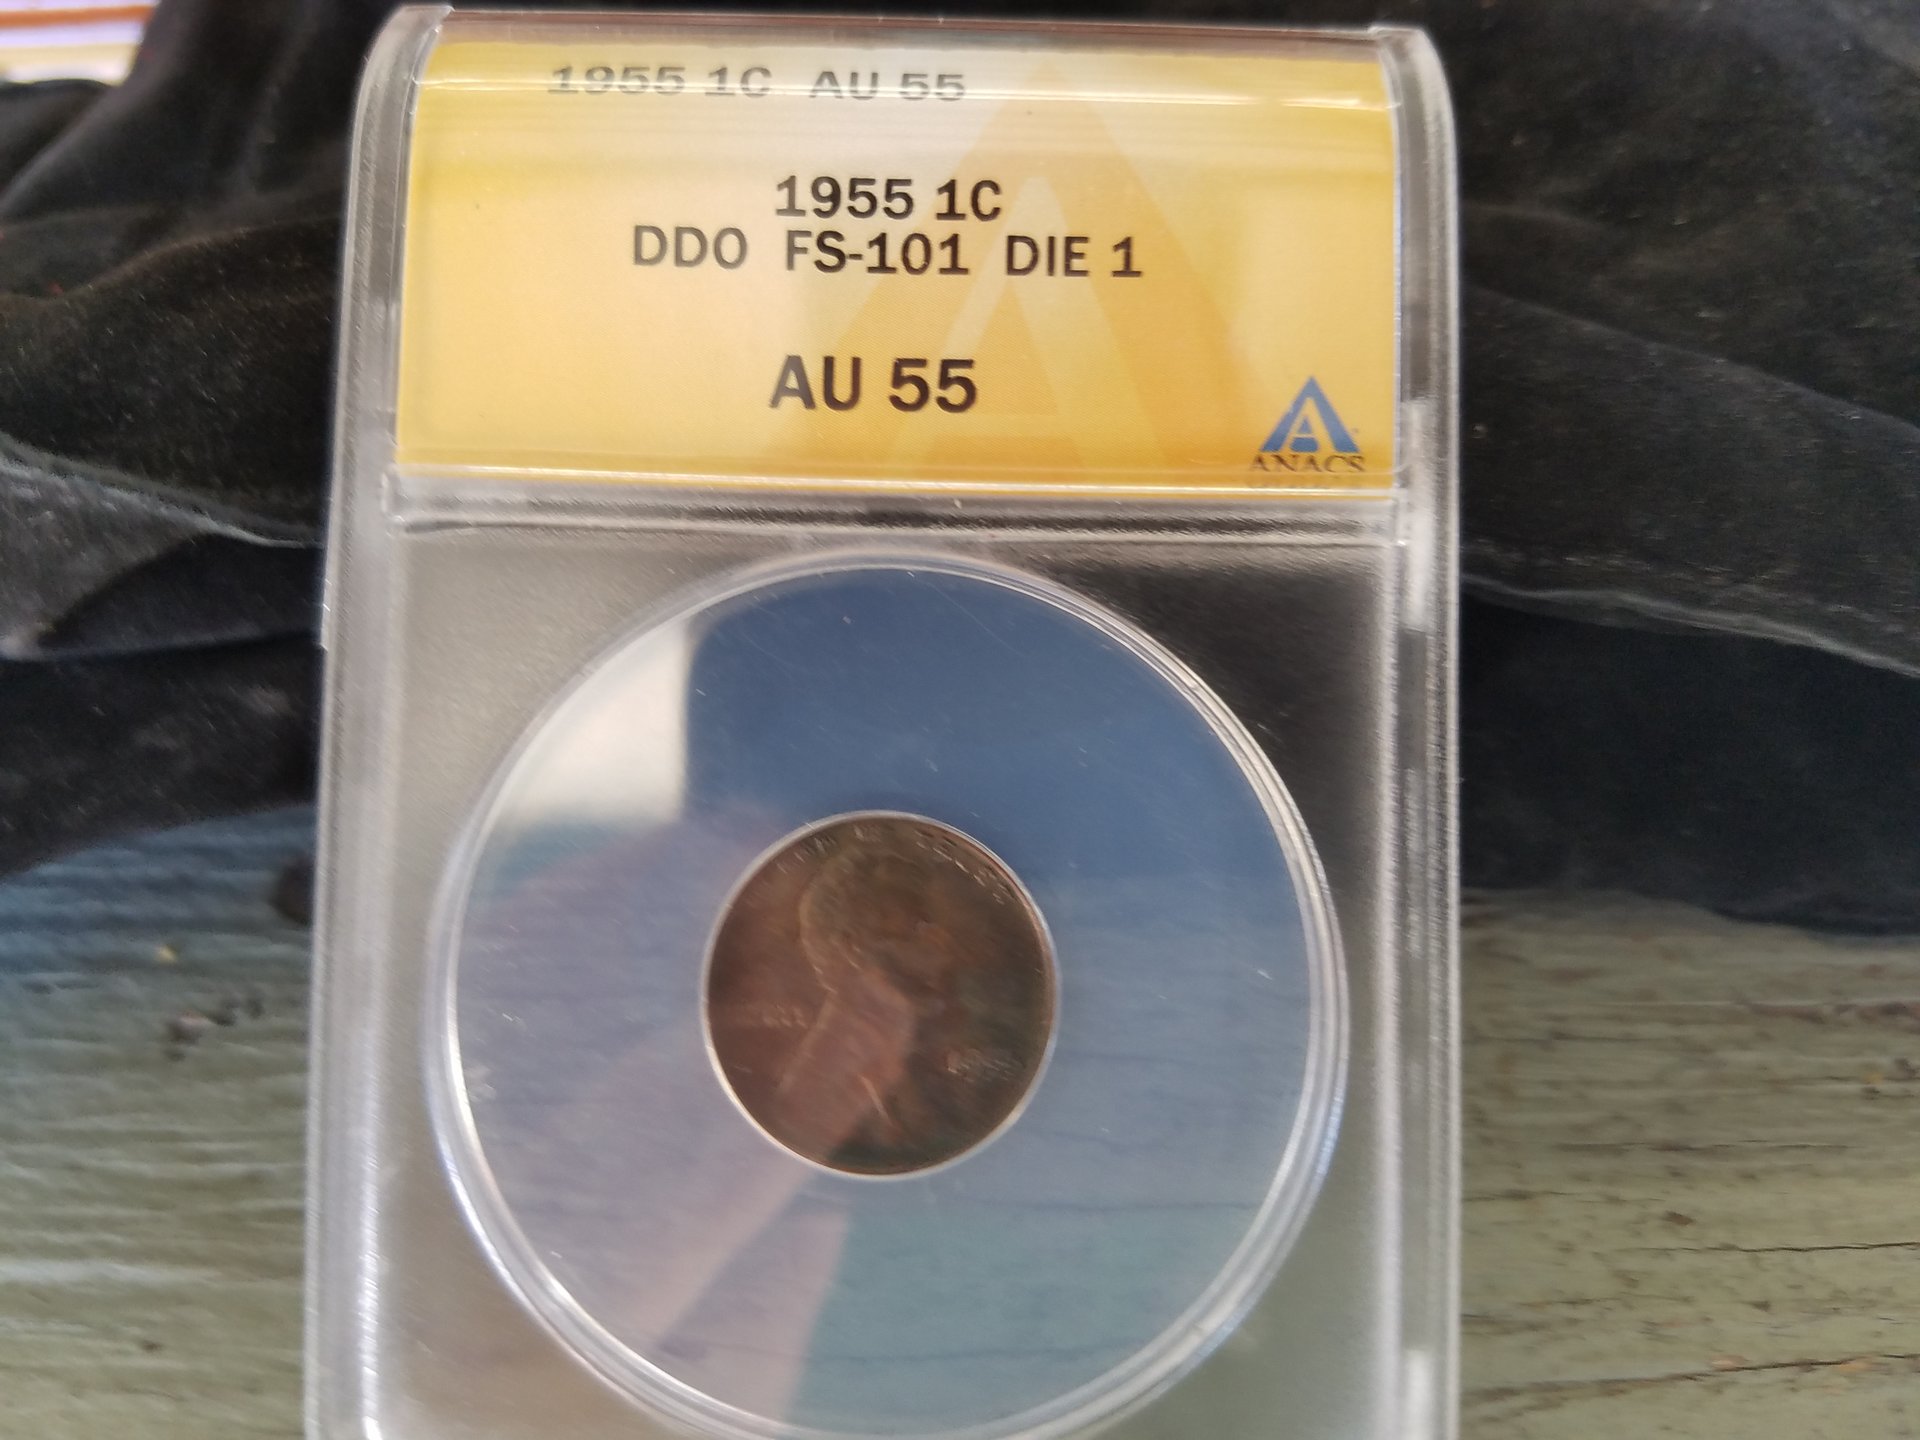 1955 1C AU 55
1955 1C
DDO FS-101 DIE 1
AU 55
A
ANACS